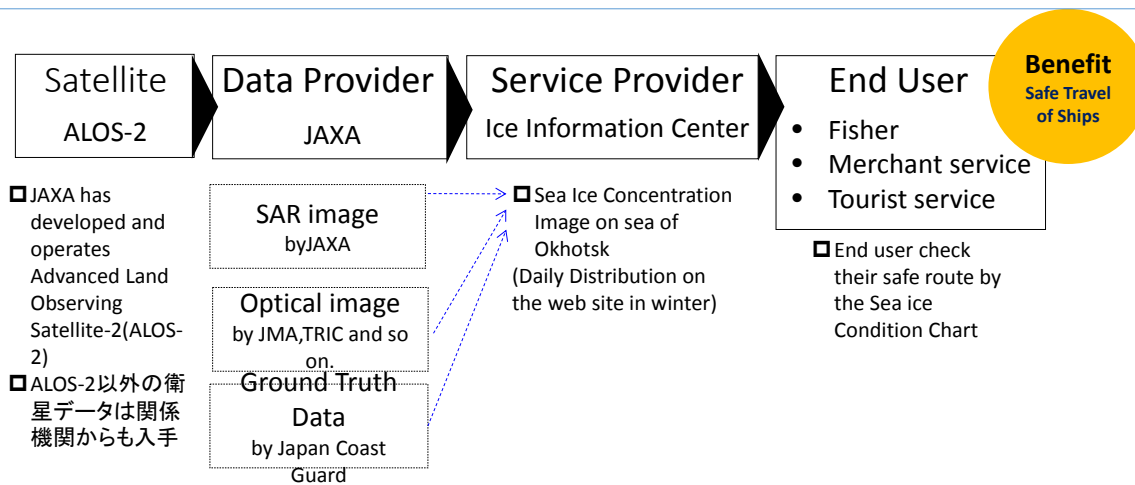 Satellite
ALOS-2
Data Provider
JAXA
Service Provider
Ice Information Center
End User
• Fisher
• Merchant service
• Tourist service
Benefit
Safe Travel
of Ships
JAXA has
developed and
operates
Advanced Land
Observing
Satellite-2(ALOS-
2)
ALOS-2以外の衛
星データは関係
機関からも入手
SAR image
byJAXA
Optical image
by JMA,TRIC and so
on.
Ground Truth
Data
by Japan Coast
Guard
Sea Ice Concentration
Image on sea of
Okhotsk
(Daily Distribution on
the web site in winter)
End user check
their safe route by
the Sea ice
Condition Chart